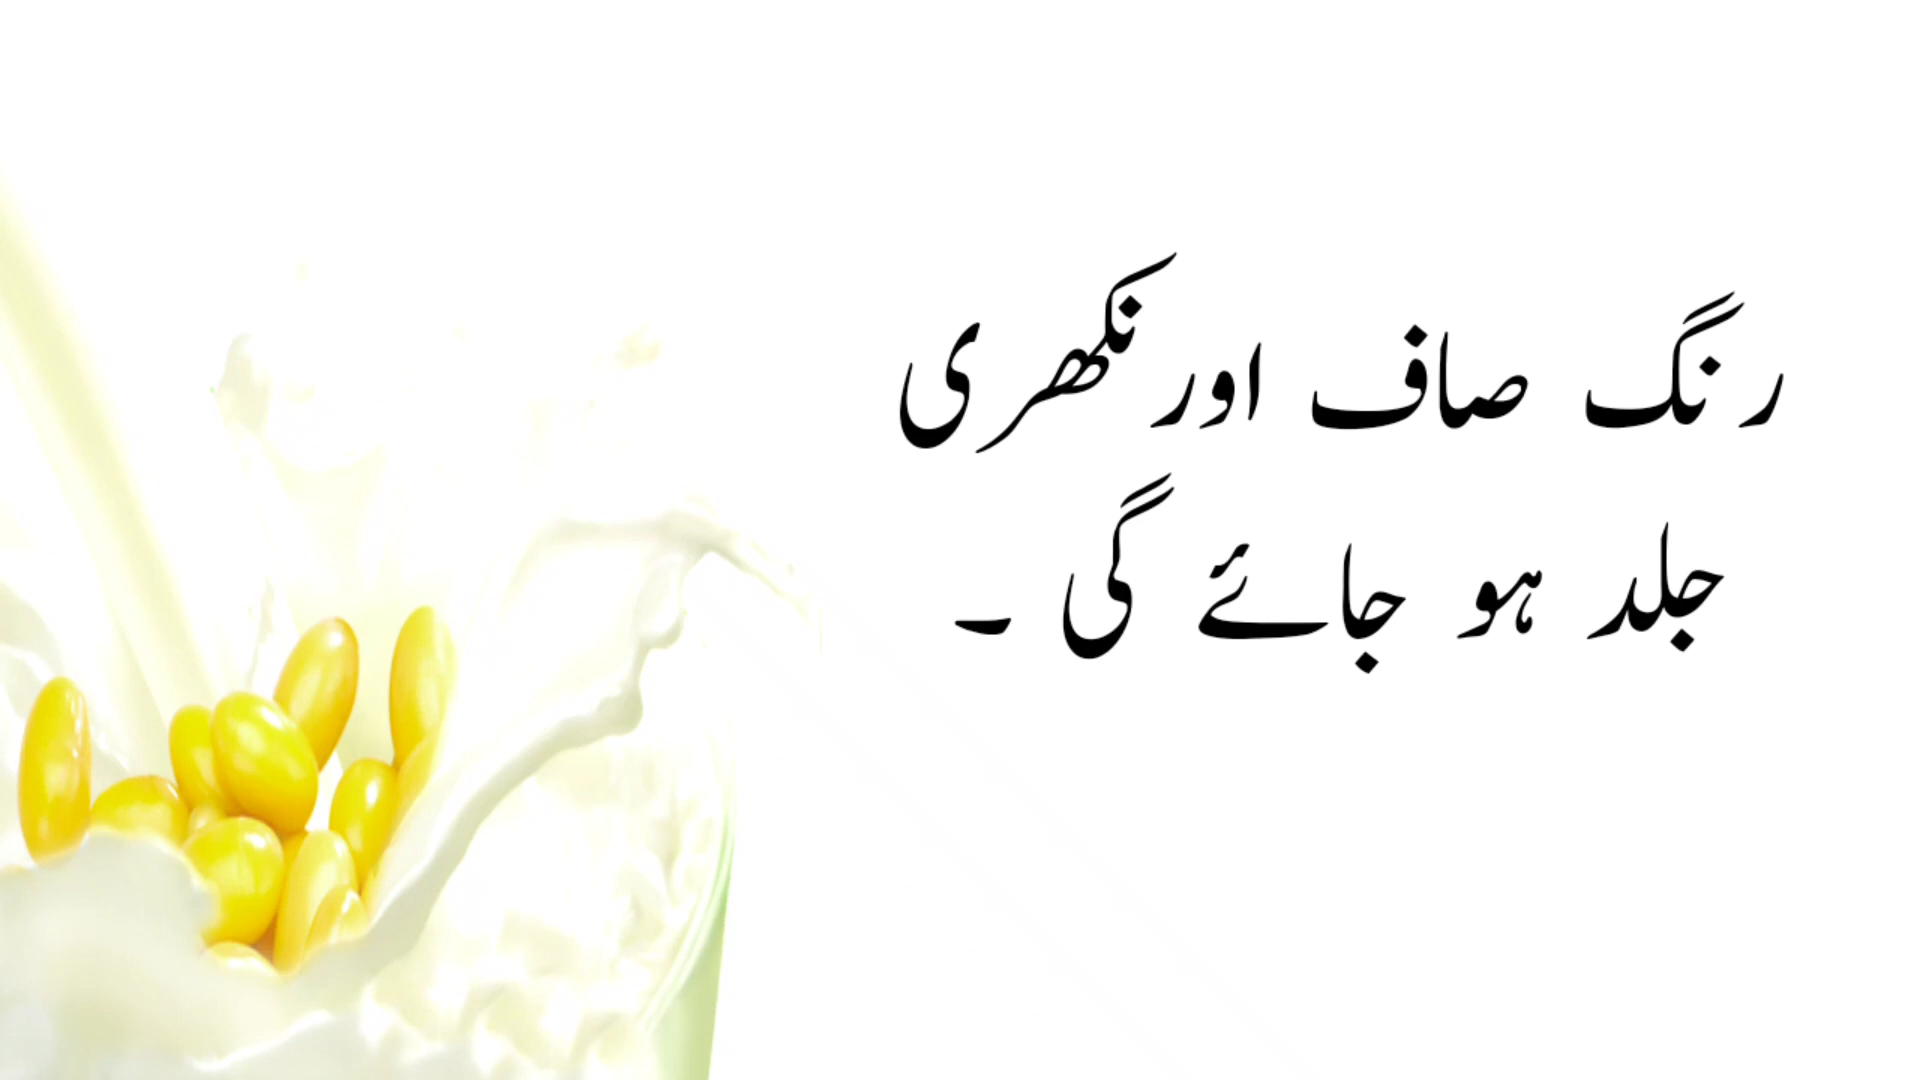 رنگ صاف اور نکھری
جلد ہو جائے گی ۔